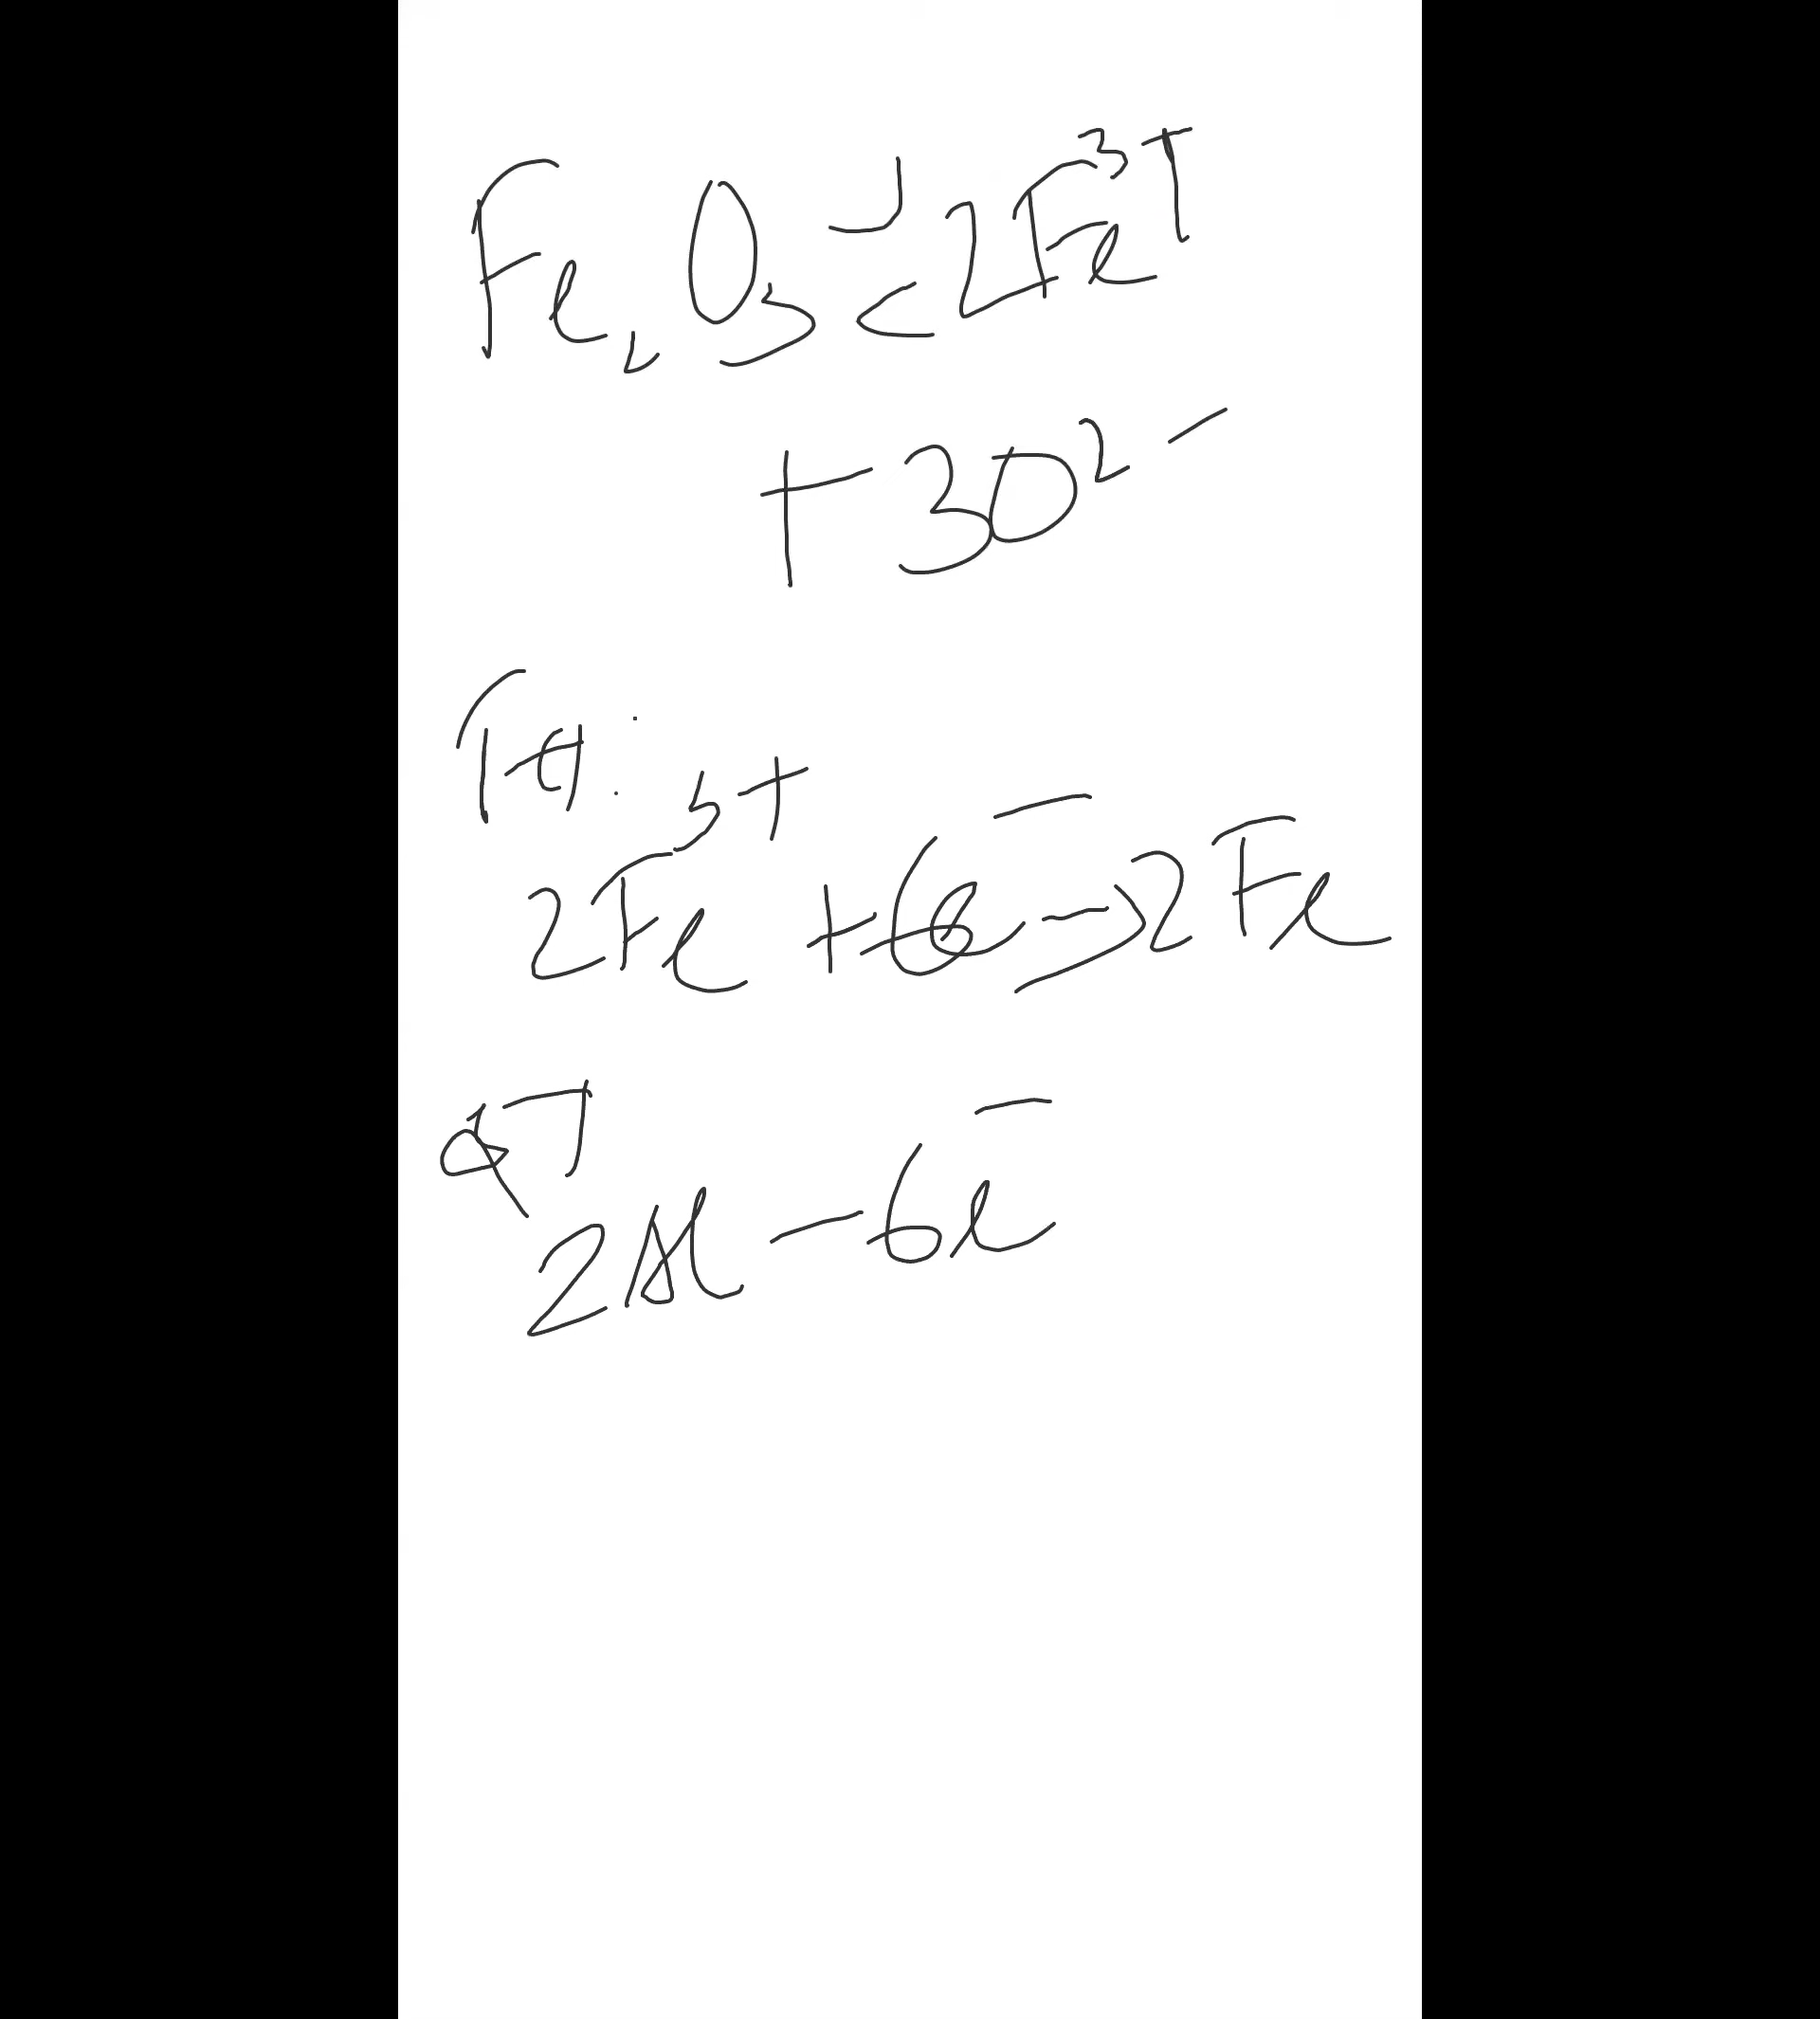 Fe₂O₃ < 2Fe³⁺
+ 3O²⁻
2Fe³⁺ + 6e⁻ → 2Fe
2Al - 6e⁻